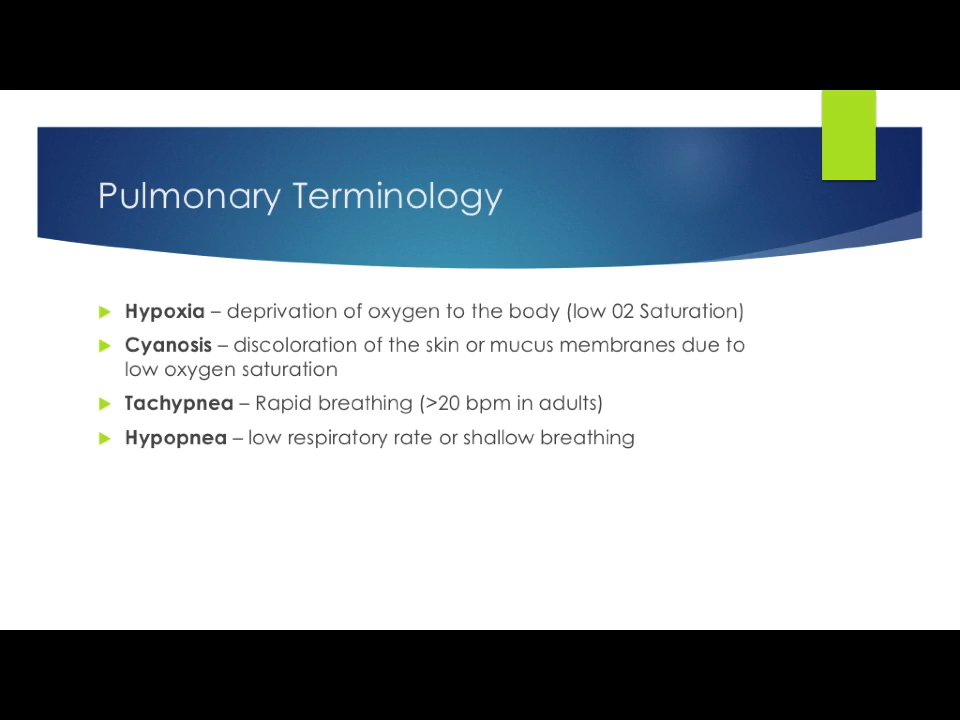 Pulmonary Terminology
Hypoxia – deprivation of oxygen to the body (low 02 Saturation)
Cyanosis – discoloration of the skin or mucus membranes due to
low oxygen saturation
Tachypnea – Rapid breathing (>20 bpm in adults)
Hypopnea – low respiratory rate or shallow breathing